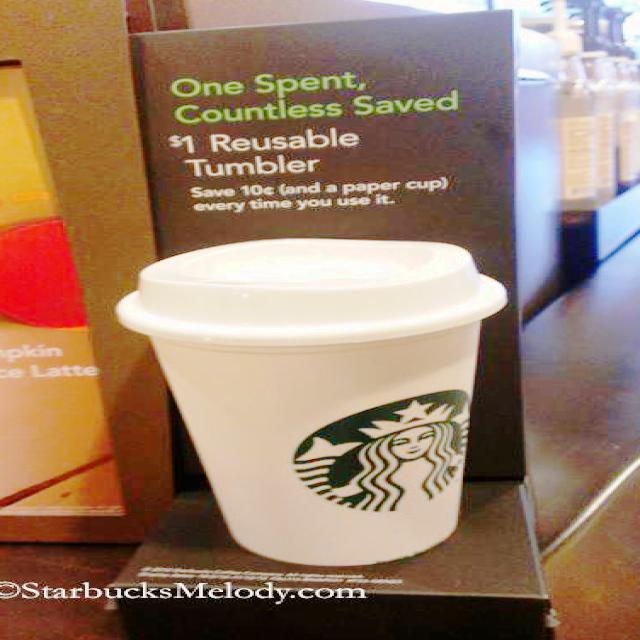 One Spent,
Countless Saved
$1 Reusable
Tumbler
Save 10¢ (and a paper cup)
every time you use it.
pkin
ce Latte
©StarbucksMelody.com